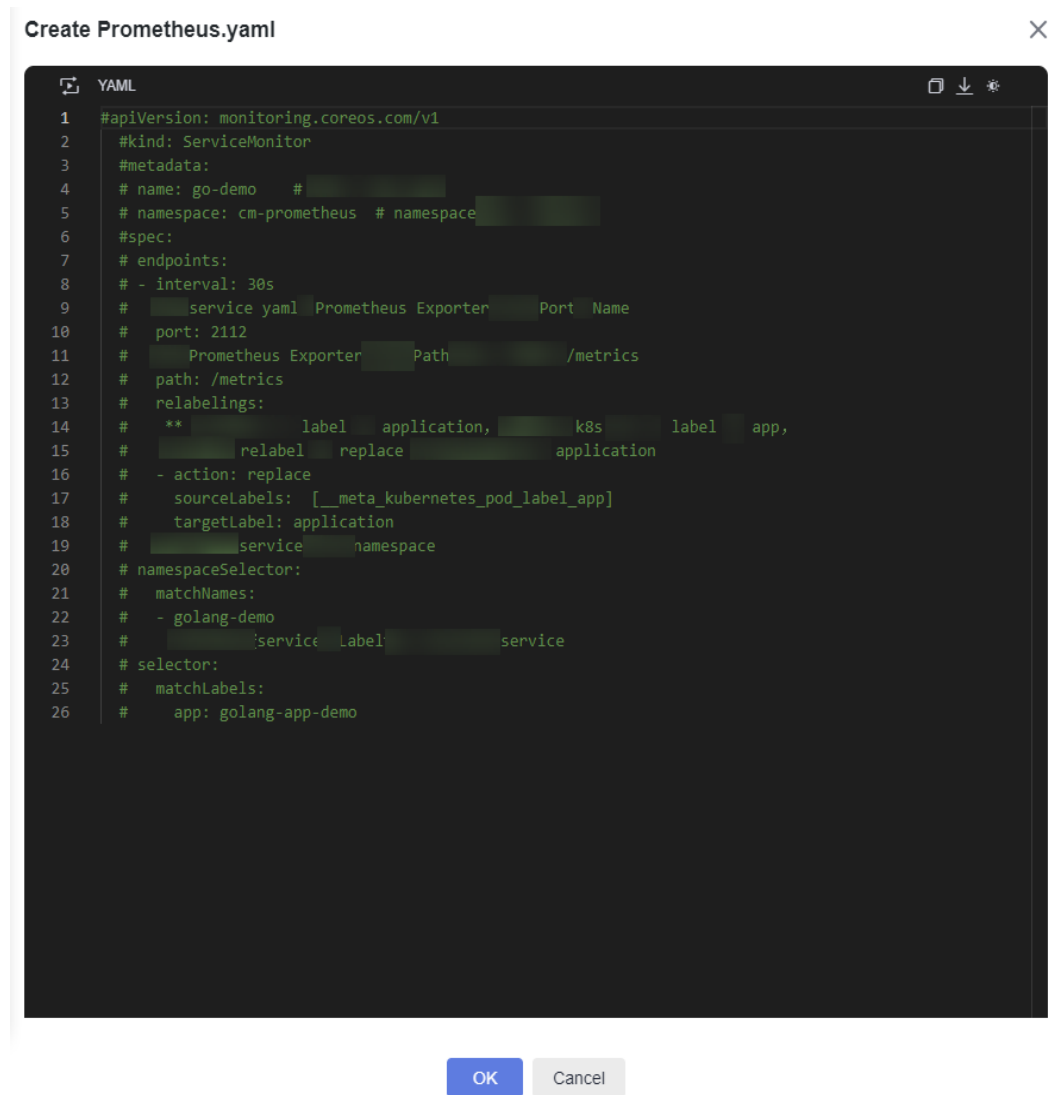 Create Prometheus.yaml
YAML
1 #apiVersion: monitoring.coreos.com/v1
2 #kind: ServiceMonitor
3 #metadata:
4 # name: go-demo #
5 # namespace: cm-prometheus # namespace
6 #spec:
7 # endpoints:
8 # - interval: 30s
9 # service yaml Prometheus Exporter Port Name
10 # port: 2112
11 # Prometheus Exporter Path /metrics
12 # path: /metrics
13 # relabelings:
14 # ** label application, k8s label app,
15 # relabel replace application
16 # - action: replace
17 # sourceLabels: [__meta_kubernetes_pod_label_app]
18 # targetLabel: application
19 # service namespace
20 # namespaceSelector:
21 # matchNames:
22 # - golang-demo
23 # service Label service
24 # selector:
25 # matchLabels:
26 # app: golang-app-demo
OK Cancel